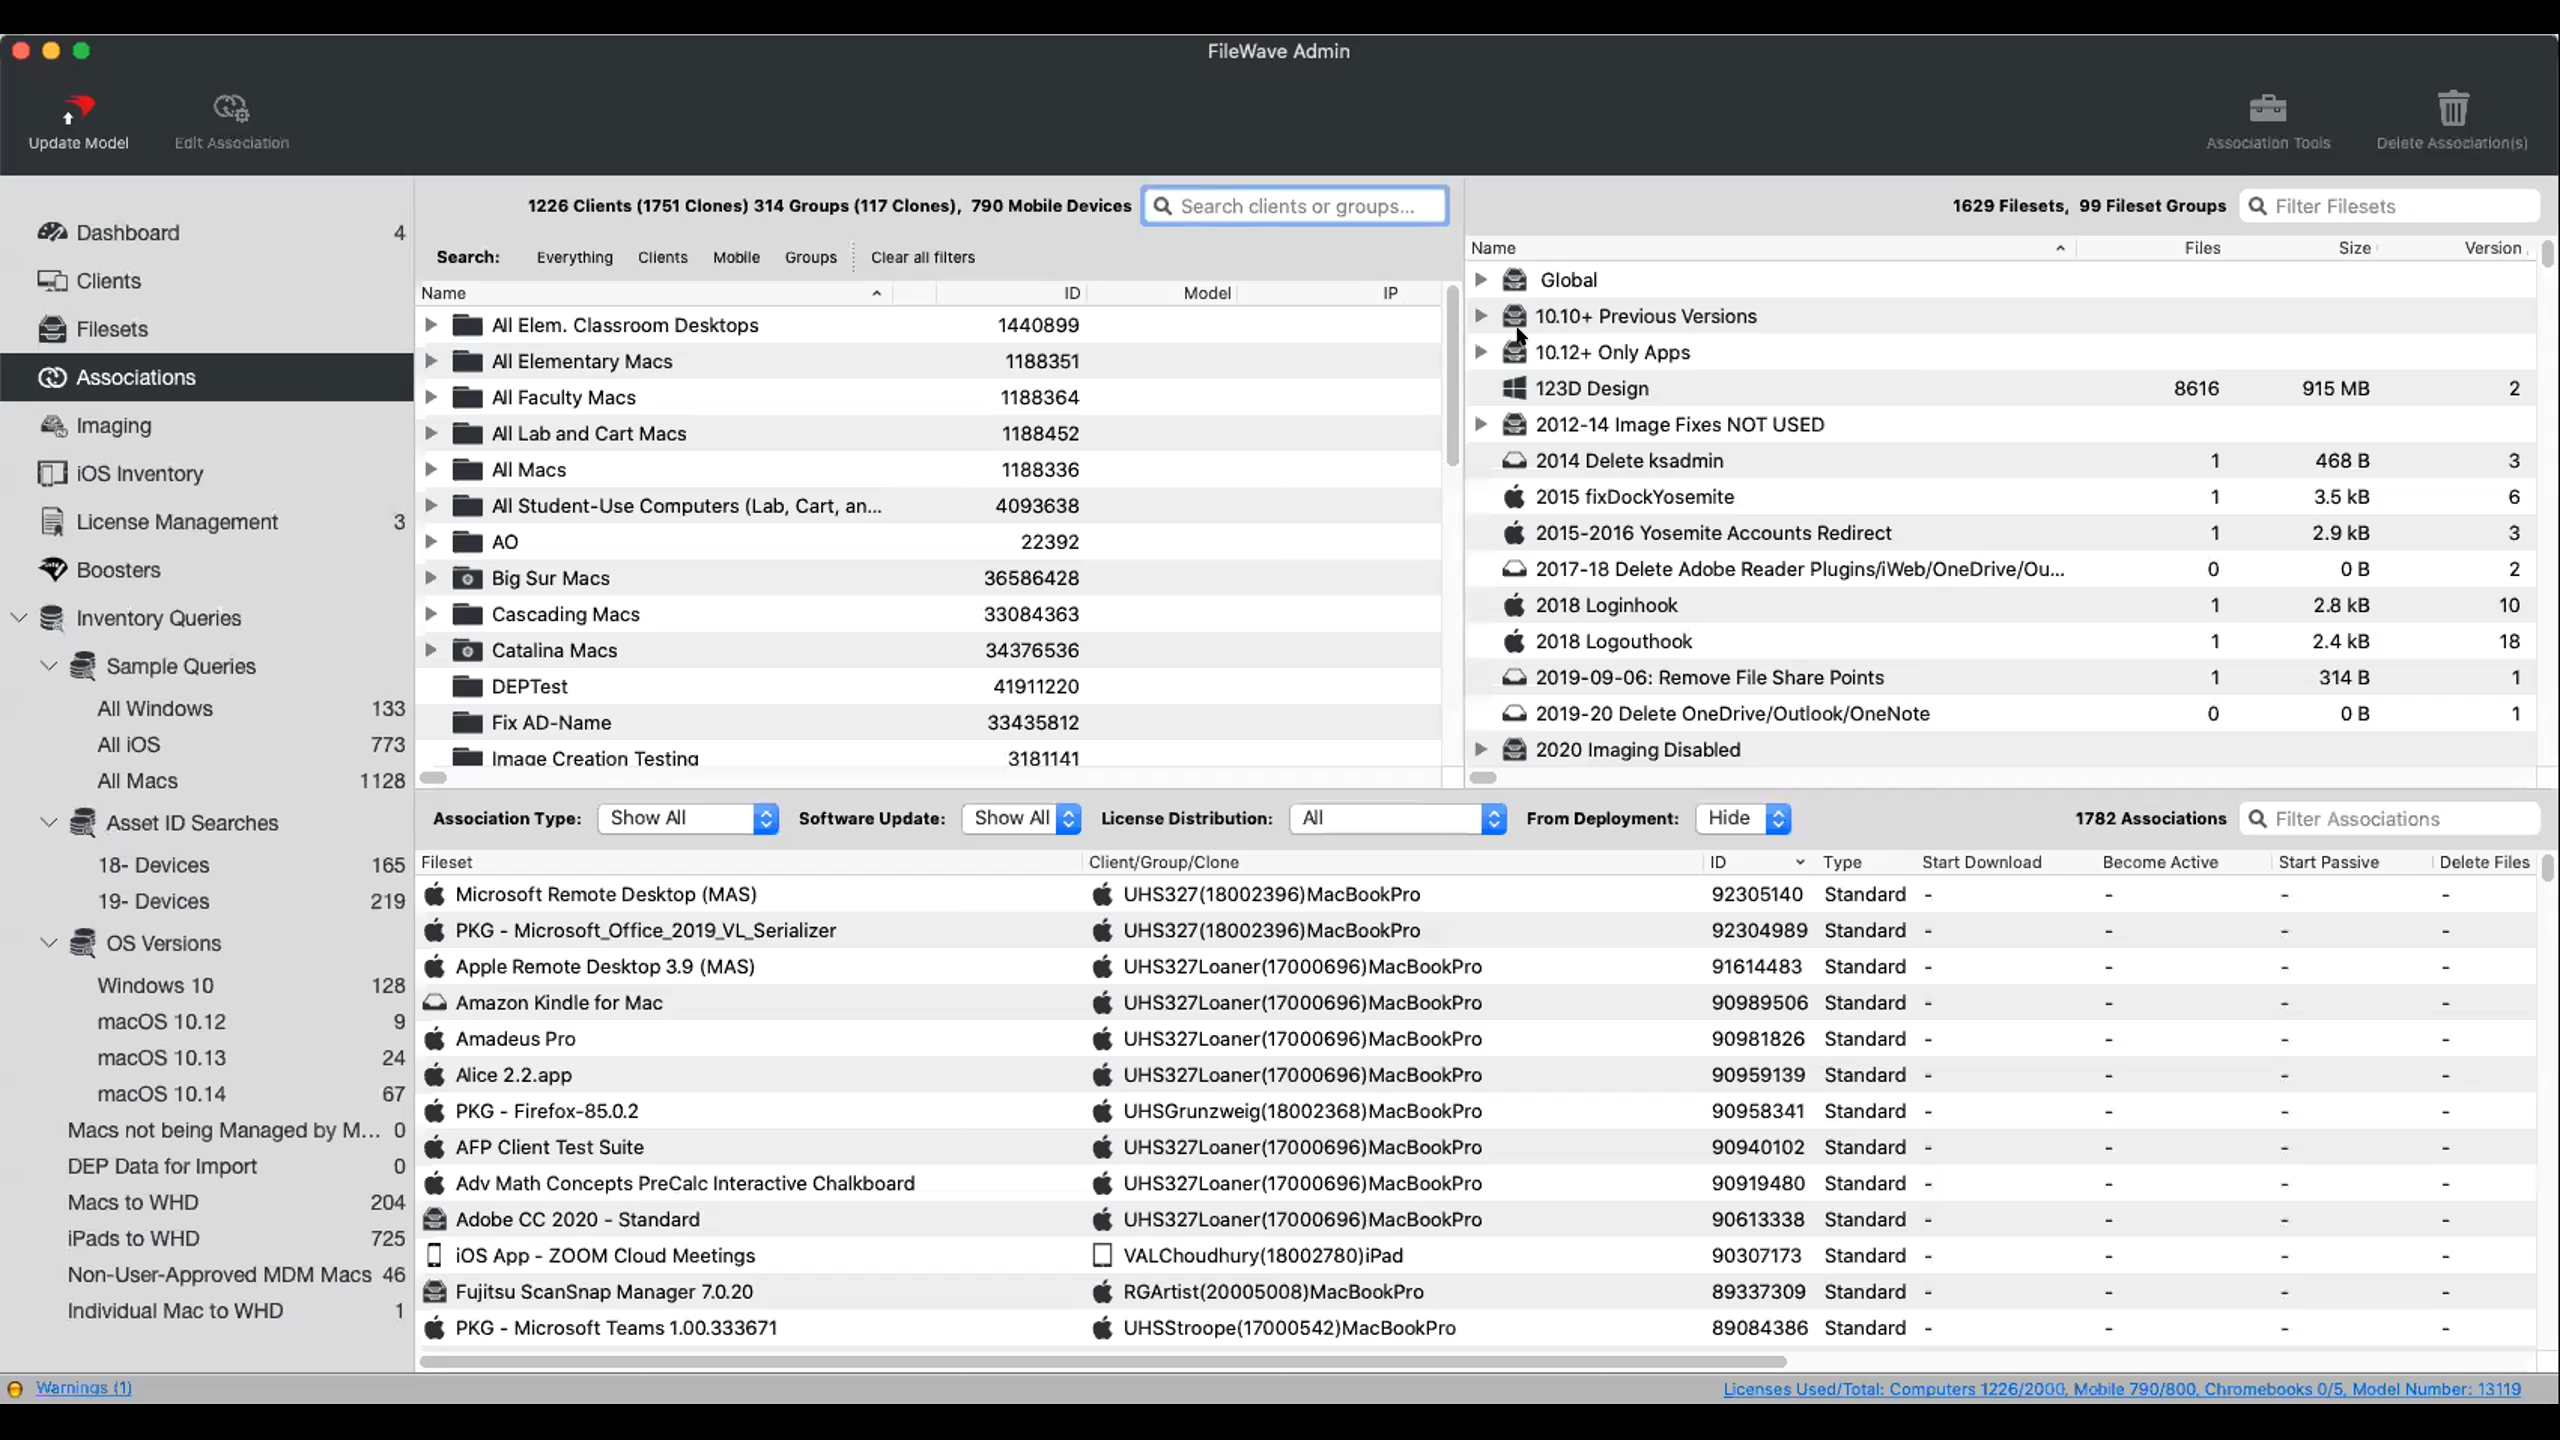 FileWave Admin
Update Model
Edit Association
Association Tools
Delete Association(s)
Dashboard 4
Clients
Filesets
Associations
Imaging
iOS Inventory
License Management 3
Boosters
Inventory Queries
Sample Queries
All Windows 133
All iOS 773
All Macs 1128
Asset ID Searches
18- Devices 165
19- Devices 219
OS Versions
Windows 10 128
macOS 10.12 9
macOS 10.13 24
macOS 10.14 67
Macs not being Managed by M... 0
DEP Data for Import 0
Macs to WHD 204
iPads to WHD 725
Non-User-Approved MDM Macs 46
Individual Mac to WHD 1
1226 Clients (1751 Clones) 314 Groups (117 Clones), 790 Mobile Devices
Search clients or groups...
Search: Everything Clients Mobile Groups Clear all filters
Name ID Model IP
All Elem. Classroom Desktops 1440899
All Elementary Macs 1188351
All Faculty Macs 1188364
All Lab and Cart Macs 1188452
All Macs 1188336
All Student-Use Computers (Lab, Cart, an... 4093638
AO 22392
Big Sur Macs 36586428
Cascading Macs 33084363
Catalina Macs 34376536
DEPTest 41911220
Fix AD-Name 33435812
Image Creation Testing 3181141
1629 Filesets, 99 Fileset Groups
Filter Filesets
Name Files Size Version
Global
10.10+ Previous Versions
10.12+ Only Apps
123D Design 8616 915 MB 2
2012-14 Image Fixes NOT USED
2014 Delete ksadmin 1 468 B 3
2015 fixDockYosemite 1 3.5 kB 6
2015-2016 Yosemite Accounts Redirect 1 2.9 kB 3
2017-18 Delete Adobe Reader Plugins/iWeb/OneDrive/Ou... 0 0 B 2
2018 Loginhook 1 2.8 kB 10
2018 Logouthook 1 2.4 kB 18
2019-09-06: Remove File Share Points 1 314 B 1
2019-20 Delete OneDrive/Outlook/OneNote 0 0 B 1
2020 Imaging Disabled
Association Type: Show All Software Update: Show All License Distribution: All From Deployment: Hide 1782 Associations Filter Associations
Fileset Client/Group/Clone ID Type Start Download Become Active Start Passive Delete Files
Microsoft Remote Desktop (MAS) UHS327(18002396)MacBookPro 92305140 Standard - - - -
PKG - Microsoft_Office_2019_VL_Serializer UHS327(18002396)MacBookPro 92304989 Standard - - - -
Apple Remote Desktop 3.9 (MAS) UHS327Loaner(17000696)MacBookPro 91614483 Standard - - - -
Amazon Kindle for Mac UHS327Loaner(17000696)MacBookPro 90989506 Standard - - - -
Amadeus Pro UHS327Loaner(17000696)MacBookPro 90981826 Standard - - - -
Alice 2.2.app UHS327Loaner(17000696)MacBookPro 90959139 Standard - - - -
PKG - Firefox-85.0.2 UHSGrunzweig(18002368)MacBookPro 90958341 Standard - - - -
AFP Client Test Suite UHS327Loaner(17000696)MacBookPro 90940102 Standard - - - -
Adv Math Concepts PreCalc Interactive Chalkboard UHS327Loaner(17000696)MacBookPro 90919480 Standard - - - -
Adobe CC 2020 - Standard UHS327Loaner(17000696)MacBookPro 90613338 Standard - - - -
iOS App - ZOOM Cloud Meetings VALChoudhury(18002780)iPad 90307173 Standard - - - -
Fujitsu ScanSnap Manager 7.0.20 RGArtist(20005008)MacBookPro 89337309 Standard - - - -
PKG - Microsoft Teams 1.00.333671 UHSStroope(17000542)MacBookPro 89084386 Standard - - - -
Warnings (1)
Licenses Used/Total: Computers 1226/2000, Mobile 790/800, Chromebooks 0/5, Model Number: 13119